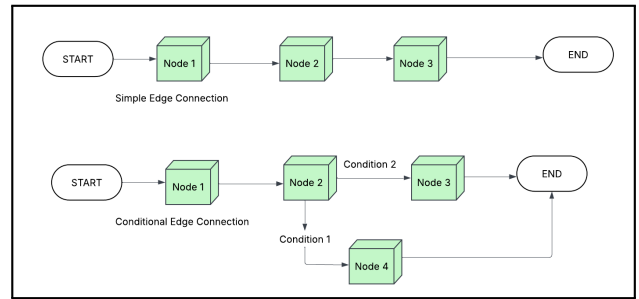 START
Node 1
Node 2
Node 3
END
Simple Edge Connection
START
Node 1
Node 2
Condition 2
Node 3
END
Conditional Edge Connection
Condition 1
Node 4